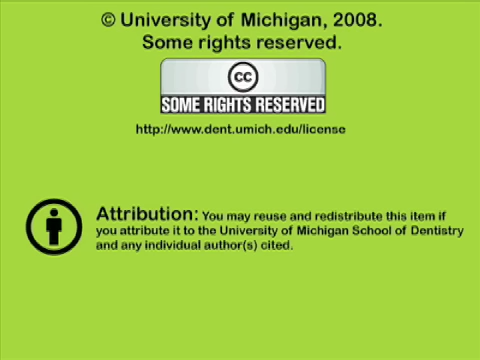 © University of Michigan, 2008.
Some rights reserved.
cc
SOME RIGHTS RESERVED
http://www.dent.umich.edu/license
Attribution: You may reuse and redistribute this item if
you attribute it to the University of Michigan School of Dentistry
and any individual author(s) cited.